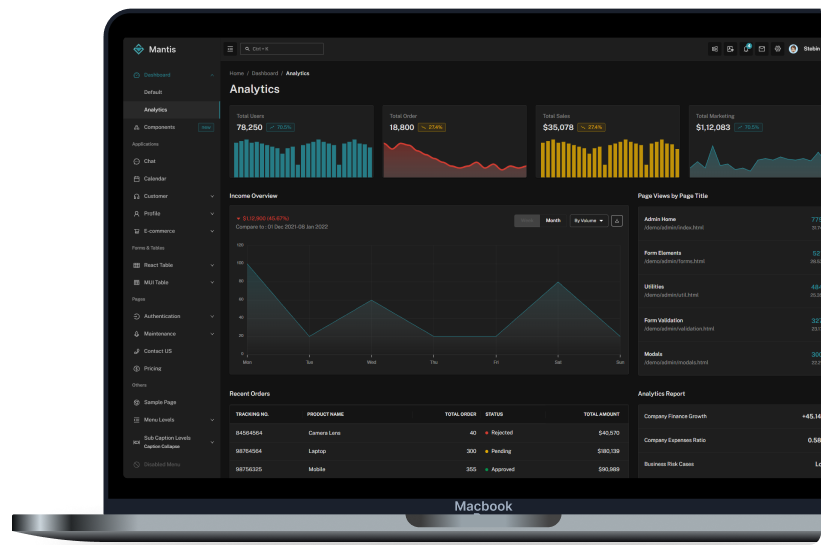 Mantis
Ctrl + K
Stebin
Dashboard
Default
Analytics
Components
new
Applications
Chat
Calendar
Customer
Profile
E-commerce
Forms & Tables
React Table
MUI Table
Pages
Authentication
Maintenance
Contact US
Pricing
Others
Sample Page
Menu Levels
Sub Caption Levels
Caption Collapse
Disabled Menu
Home / Dashboard / Analytics
Analytics
Total Users
78,250 70.5%
Total Order
18,800 27.4%
Total Sales
$35,078 27.4%
Total Marketing
$1,12,083 70.5%
Income Overview
$1,12,900 (45.67%)
Compare to : 01 Dec 2021-08 Jan 2022
Month
By Volume
120
100
80
60
40
20
0
Mon Tue Wed Thu Fri Sat Sun
Page Views by Page Title
Admin Home
/demo/admin/index.html
Form Elements
/demo/admin/forms.html
Utilities
/demo/admin/util.html
Form Validation
/demo/admin/validation.html
Modals
/demo/admin/modals.html
Recent Orders
TRACKING NO. PRODUCT NAME TOTAL ORDER STATUS TOTAL AMOUNT
84564564 Camera Lens 40 Rejected $40,570
98764564 Laptop 300 Pending $180,139
98756325 Mobile 355 Approved $90,989
Analytics Report
Company Finance Growth +45.14
Company Expenses Ratio 0.58
Business Risk Cases Lo
Macbook